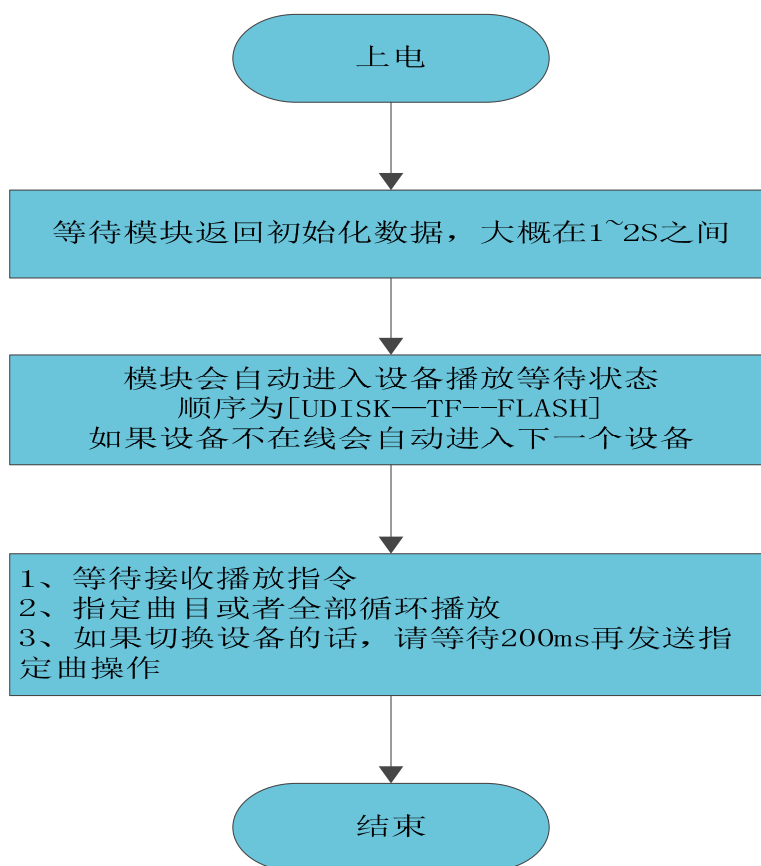 上电
等待模块返回初始化数据，大概在1~2S之间
模块会自动进入设备播放等待状态
顺序为[UDISK—TF--FLASH]
如果设备不在线会自动进入下一个设备
1、等待接收播放指令
2、指定曲目或者全部循环播放
3、如果切换设备的话，请等待200ms再发送指
定曲操作
结束